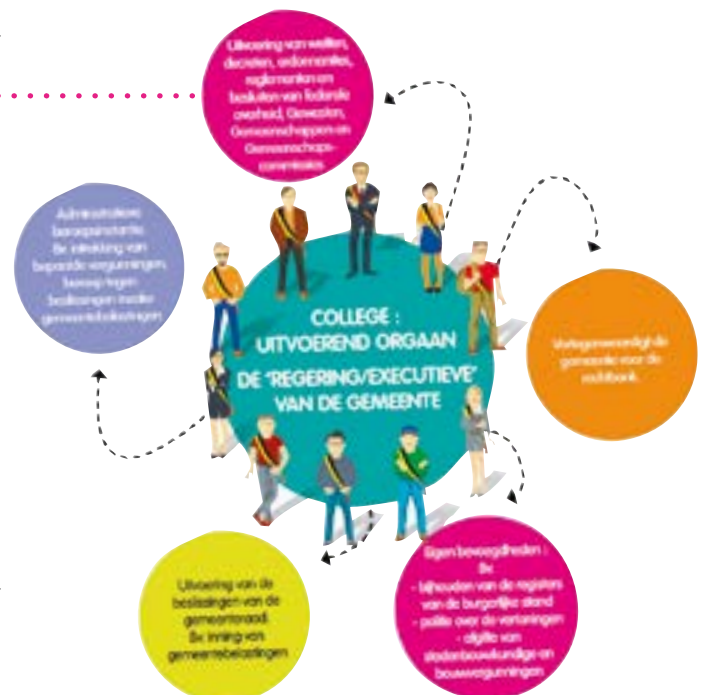 Uitvoering van wetten,
decreten, ordonnanties,
reglementen en
besluiten van federale
overheid, Gewesten,
Gemeenschappen en
Gemeenschaps-
commissies
Administratieve
beroepsinstantie.
Bv. intrekking van
bepaalde vergunningen,
beroep tegen
beslissingen inzake
gemeentebelastingen
COLLEGE :
UITVOEREND ORGAAN
DE ‘REGERING/EXECUTIEVE’
VAN DE GEMEENTE
Vertegenwoordigt de
gemeente voor de
rechtbank.
Uitvoering van de
beslissingen van de
gemeenteraad.
Bv. inning van
gemeentebelastingen
Eigen bevoegdheden :
Bv.
- bijhouden van de registers
van de burgerlijke stand
- politie over de vertoningen
- afgifte van
stedenbouwkundige en
bouwvergunningen